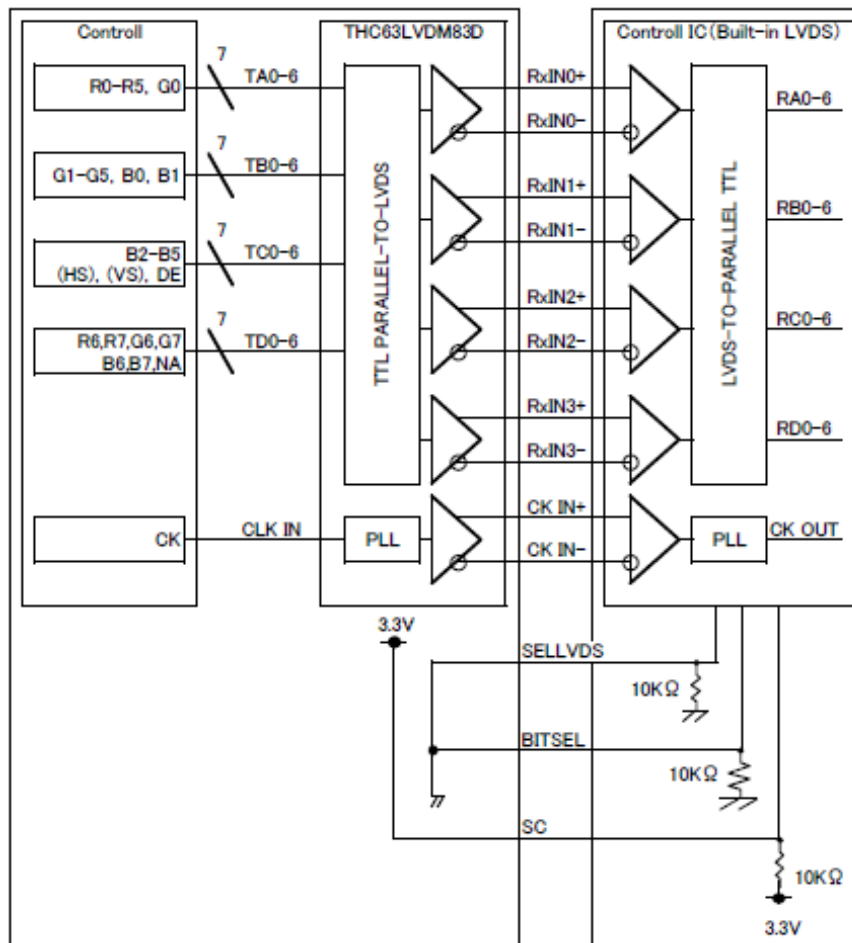 Controll
THC63LVDM83D
Controll IC(Built-in LVDS)
R0-R5, G0
7
TA0-6
RxIN0+
RxIN0-
RA0-6
G1-G5, B0, B1
7
TB0-6
RxIN1+
RxIN1-
RB0-6
B2-B5
(HS), (VS), DE
7
TC0-6
RxIN2+
RxIN2-
RC0-6
R6,R7,G6,G7
B6,B7,NA
7
TD0-6
RxIN3+
RxIN3-
RD0-6
TTL PARALLEL-TO-LVDS
LVDS-TO-PARALLEL TTL
CK
CLK IN
PLL
CK IN+
CK IN-
PLL
CK OUT
3.3V
SELLVDS
10KΩ
BITSEL
10KΩ
SC
10KΩ
3.3V